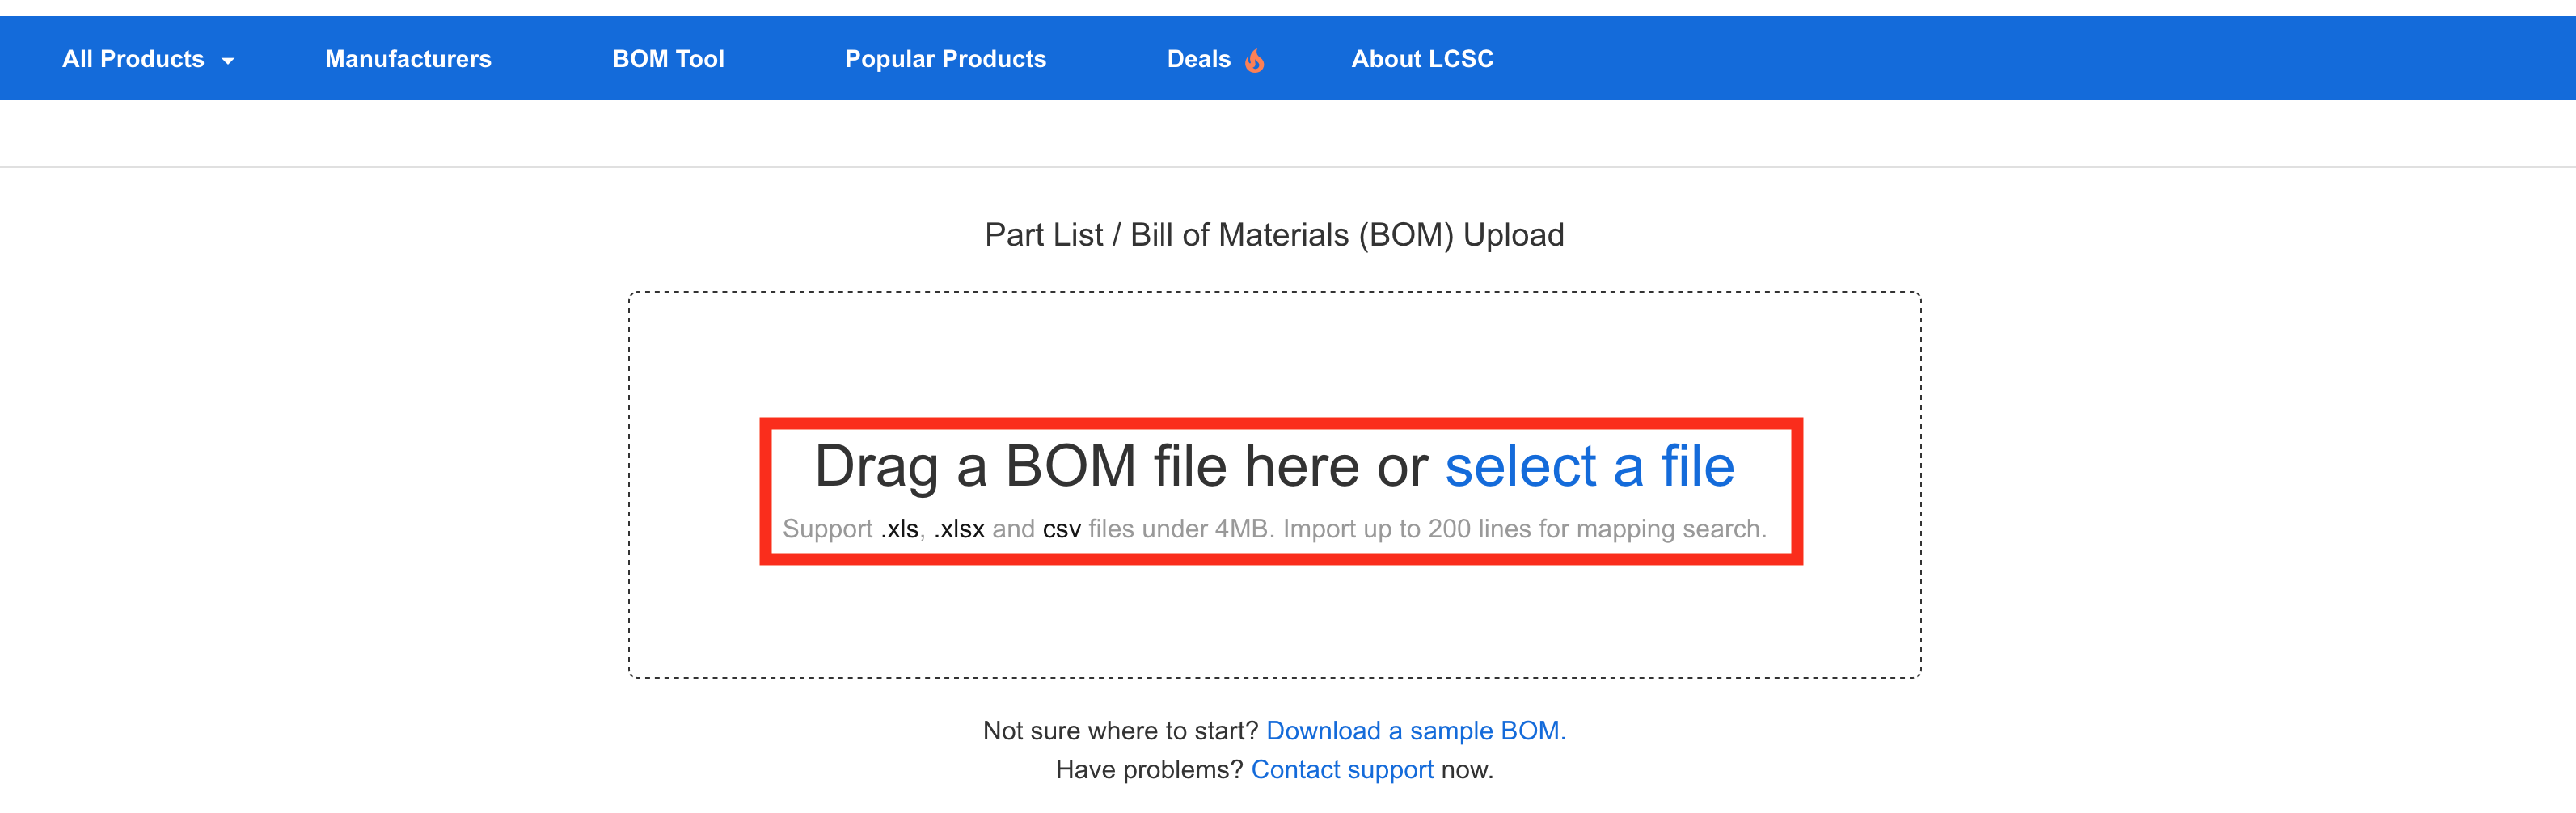 All Products Manufacturers BOM Tool Popular Products Deals About LCSC
Part List / Bill of Materials (BOM) Upload
Drag a BOM file here or select a file
Support .xls, .xlsx and csv files under 4MB. Import up to 200 lines for mapping search.
Not sure where to start? Download a sample BOM.
Have problems? Contact support now.